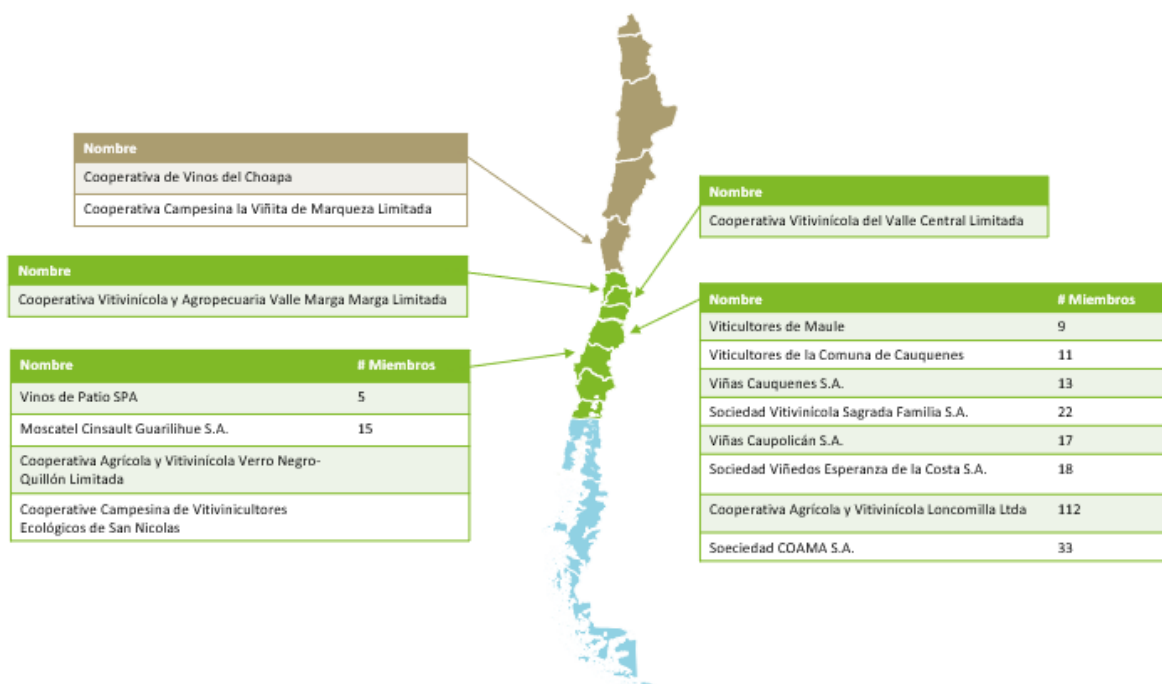 Nombre
Cooperativa de Vinos del Choapa
Cooperativa Campesina la Viñita de Marqueza Limitada
Nombre
Cooperativa Vitivinícola del Valle Central Limitada
Nombre
Cooperativa Vitivinícola y Agropecuaria Valle Marga Marga Limitada
Nombre # Miembros
Viticultores de Maule 9
Viticultores de la Comuna de Cauquenes 11
Viñas Cauquenes S.A. 13
Sociedad Vitivinícola Sagrada Familia S.A. 22
Viñas Caupolicán S.A. 17
Sociedad Viñedos Esperanza de la Costa S.A. 18
Cooperativa Agrícola y Vitivinícola Loncomilla Ltda 112
Soeciedad COAMA S.A. 33
Nombre # Miembros
Vinos de Patio SPA 5
Moscatel Cinsault Guarilihue S.A. 15
Cooperativa Agrícola y Vitivinícola Verro Negro-
Quillón Limitada
Cooperative Campesina de Vitivinicultores
Ecológicos de San Nicolas